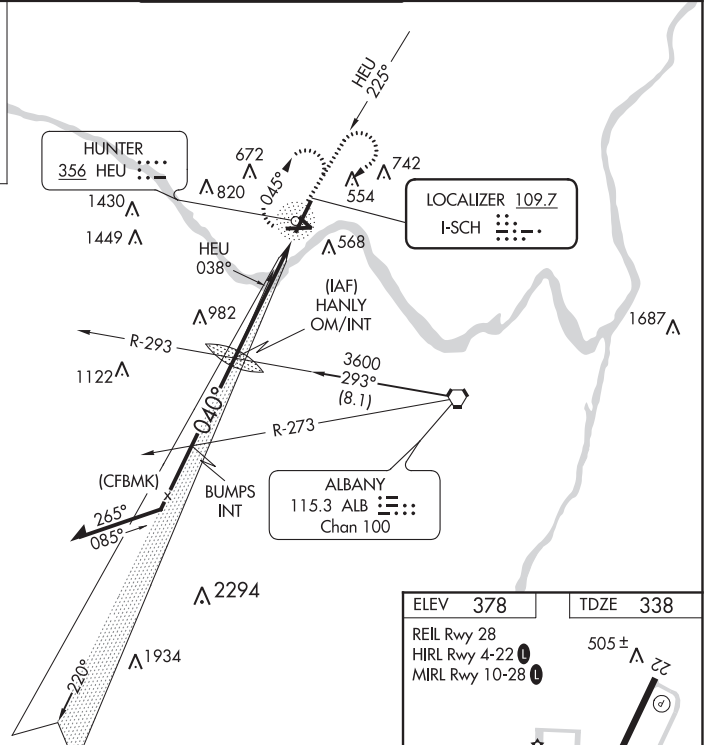 HEU
225°
HUNTER
356 HEU
672
045°
742
820
554
1430
1449
LOCALIZER 109.7
I-SCH
568
HEU
038°
(IAF)
HANLY
OM/INT
982
1687
R-293
1122
3600
293°
(8.1)
040°
R-273
(CFBMK)
BUMPS
INT
ALBANY
115.3 ALB
Chan 100
265°
085°
2294
1934
220°
ELEV 378
TDZE 338
REIL Rwy 28
HIRL Rwy 4-22 L
MIRL Rwy 10-28 L
505 ±
22
P